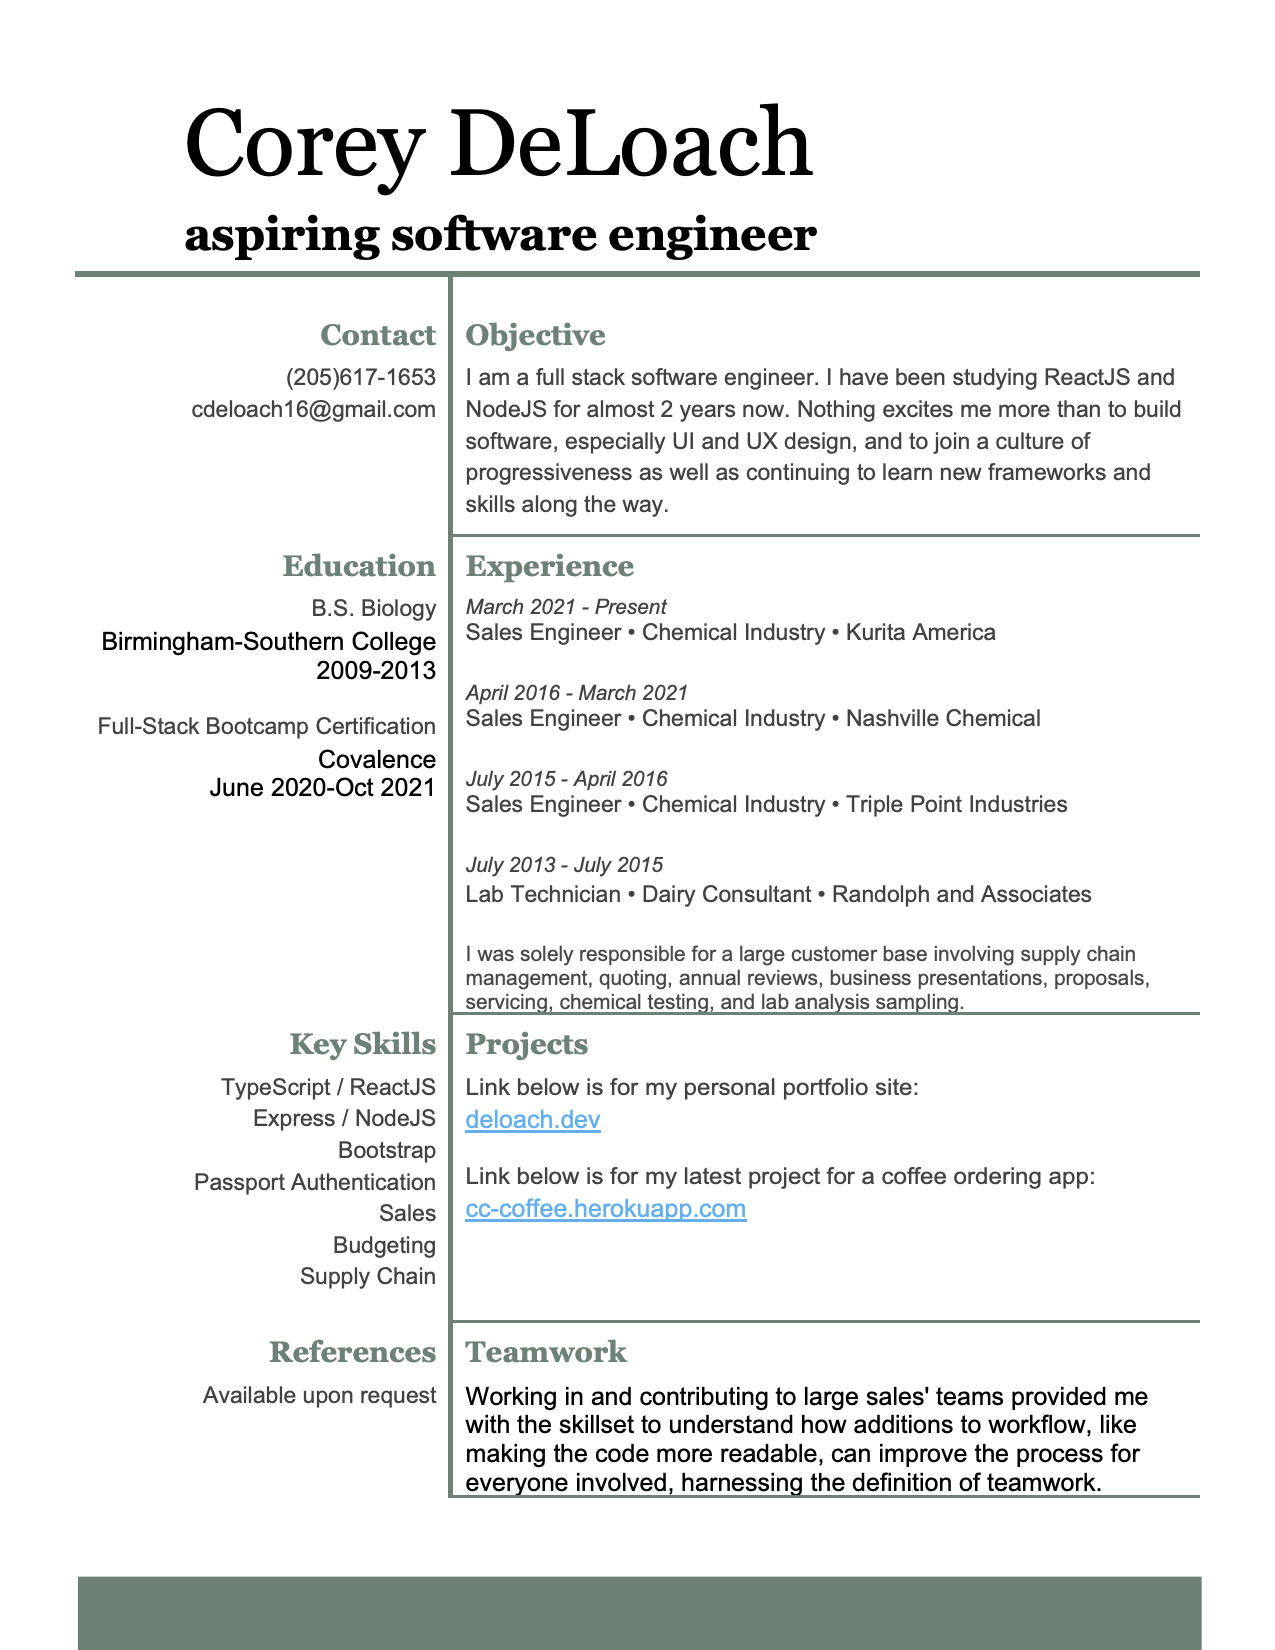 Corey DeLoach
aspiring software engineer
Contact
(205)617-1653
cdeloach16@gmail.com
Objective
I am a full stack software engineer. I have been studying ReactJS and
NodeJS for almost 2 years now. Nothing excites me more than to build
software, especially UI and UX design, and to join a culture of
progressiveness as well as continuing to learn new frameworks and
skills along the way.
Education
B.S. Biology
Birmingham-Southern College
2009-2013
Full-Stack Bootcamp Certification
Covalence
June 2020-Oct 2021
Experience
March 2021 - Present
Sales Engineer • Chemical Industry • Kurita America
April 2016 - March 2021
Sales Engineer • Chemical Industry • Nashville Chemical
July 2015 - April 2016
Sales Engineer • Chemical Industry • Triple Point Industries
July 2013 - July 2015
Lab Technician • Dairy Consultant • Randolph and Associates
I was solely responsible for a large customer base involving supply chain
management, quoting, annual reviews, business presentations, proposals,
servicing, chemical testing, and lab analysis sampling.
Key Skills
TypeScript / ReactJS
Express / NodeJS
Bootstrap
Passport Authentication
Sales
Budgeting
Supply Chain
Projects
Link below is for my personal portfolio site:
deloach.dev
Link below is for my latest project for a coffee ordering app:
cc-coffee.herokuapp.com
References
Available upon request
Teamwork
Working in and contributing to large sales' teams provided me
with the skillset to understand how additions to workflow, like
making the code more readable, can improve the process for
everyone involved, harnessing the definition of teamwork.